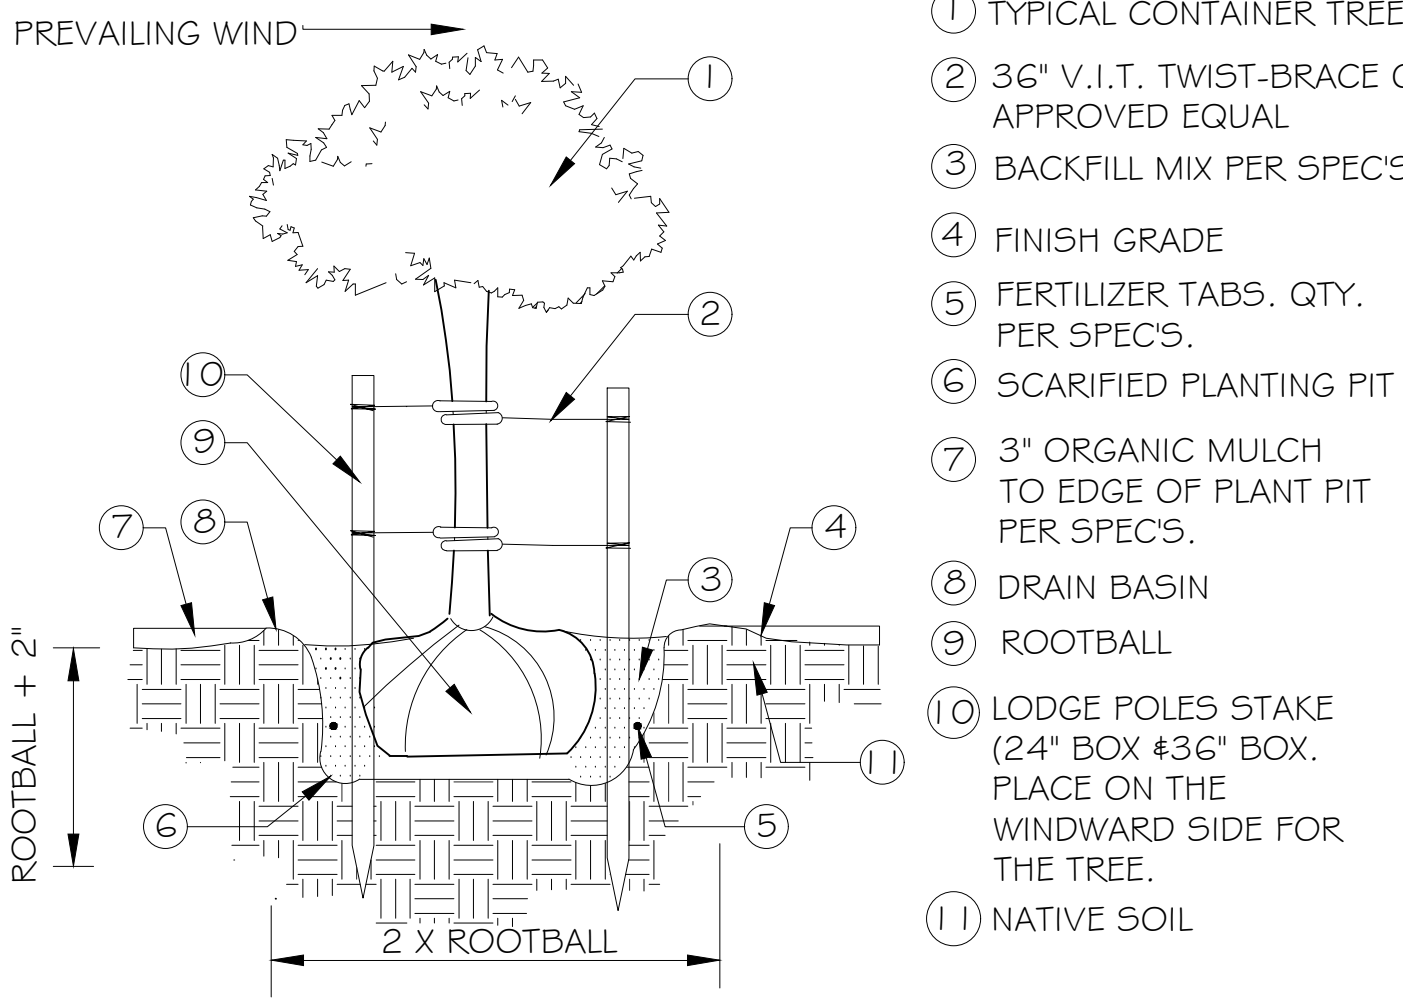 PREVAILING WIND
1
2
10
9
7
8
4
3
11
6
5
ROOTBALL + 2"
2 X ROOTBALL
1 TYPICAL CONTAINER TREE
2 36" V.I.T. TWIST-BRACE
APPROVED EQUAL
3 BACKFILL MIX PER SPEC'S
4 FINISH GRADE
5 FERTILIZER TABS. QTY.
PER SPEC'S.
6 SCARIFIED PLANTING PIT
7 3" ORGANIC MULCH
TO EDGE OF PLANT PIT
PER SPEC'S.
8 DRAIN BASIN
9 ROOTBALL
10 LODGE POLES STAKE
(24" BOX &36" BOX.
PLACE ON THE
WINDWARD SIDE FOR
THE TREE.
11 NATIVE SOIL